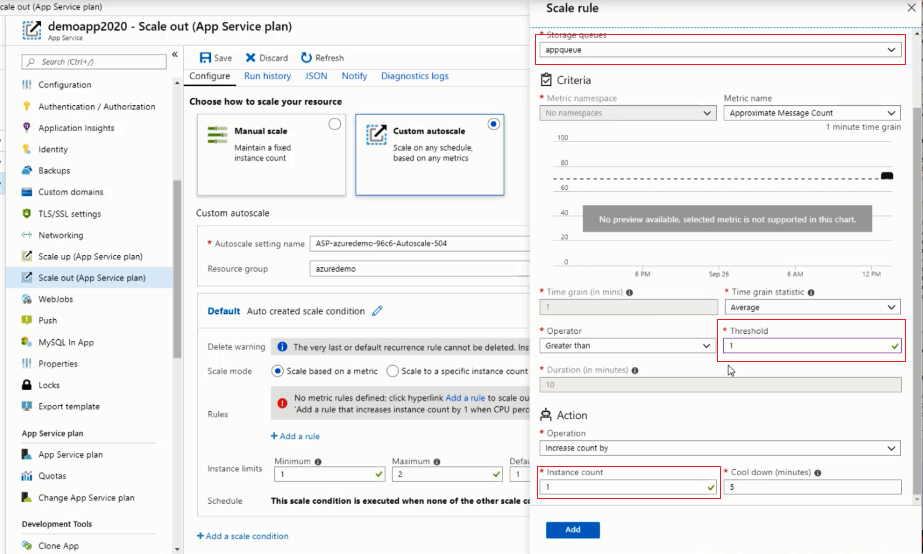 cale out (App Service plan)
demoapp2020 - Scale out (App Service plan)
App Service
Search (Ctrl+/)
Configuration
Authentication / Authorization
Application Insights
Identity
Backups
Custom domains
TLS/SSL settings
Networking
Scale up (App Service plan)
Scale out (App Service plan)
WebJobs
Push
MySQL In App
Properties
Locks
Export template
App Service plan
App Service plan
Quotas
Change App Service plan
Development Tools
Clone App
Save Discard Refresh
Configure Run history JSON Notify Diagnostics logs
Choose how to scale your resource
Manual scale
Maintain a fixed
instance count
Custom autoscale
Scale on any schedule,
based on any metrics
Custom autoscale
* Autoscale setting name ASP-azuredemo-96c6-Autoscale-504
Resource group azuredemo
Default Auto created scale condition
Delete warning The very last or default recurrence rule cannot be deleted. Inst
Scale mode Scale based on a metric Scale to a specific instance count
Rules
No metric rules defined; click hyperlink Add a rule to scale ou
'Add a rule that increases instance count by 1 when CPU perc
+ Add a rule
Instance limits
Minimum
1
Maximum
2
Defau
1
Schedule This scale condition is executed when none of the other scale co
+ Add a scale condition
Scale rule
* Storage queues
appqueue
Criteria
* Metric namespace
No namespaces
Metric name
Approximate Message Count
1 minute time grain
100
80
60
40
20
0
No preview available, selected metric is not supported in this chart.
6 PM Sep 26 6 AM 12 PM
* Time grain (in mins)
1
* Time grain statistic
Average
* Operator
Greater than
* Threshold
1
* Duration (in minutes)
10
Action
* Operation
Increase count by
* Instance count
1
* Cool down (minutes)
5
Add